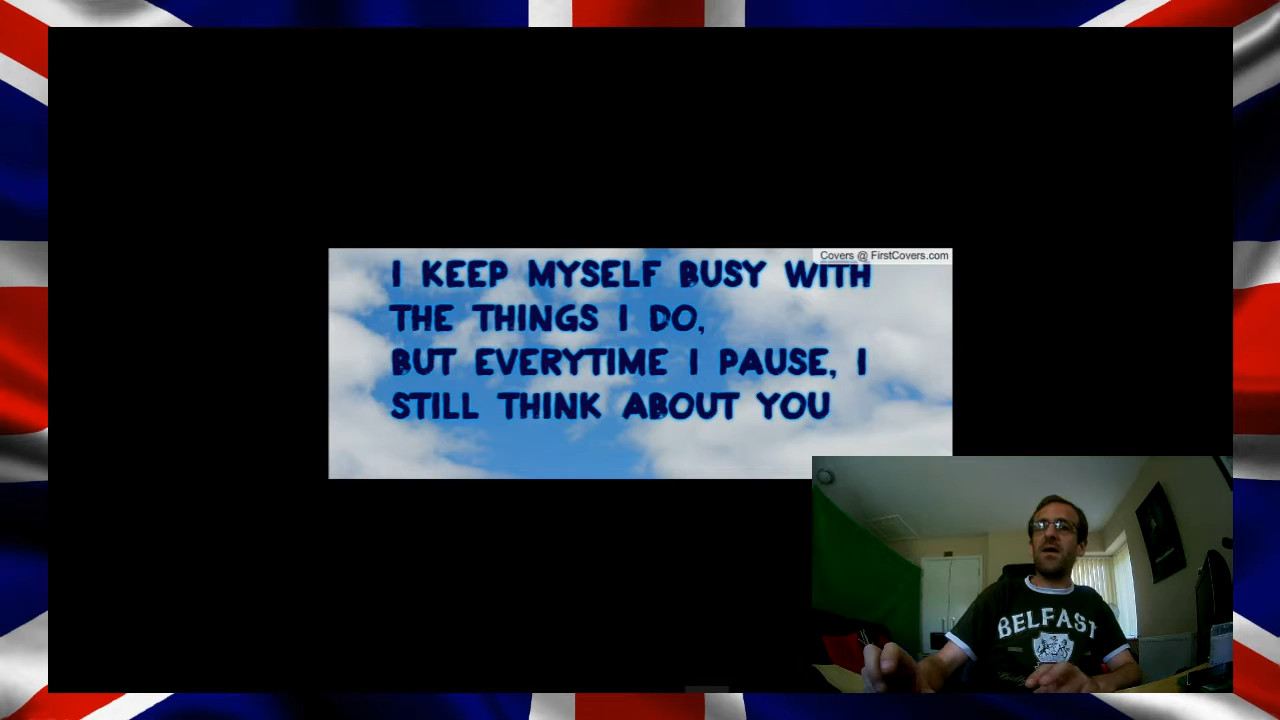 Covers @ FirstCovers.com
I KEEP MYSELF BUSY WITH
THE THINGS I DO,
BUT EVERYTIME I PAUSE, I
STILL THINK ABOUT YOU
BELFAST